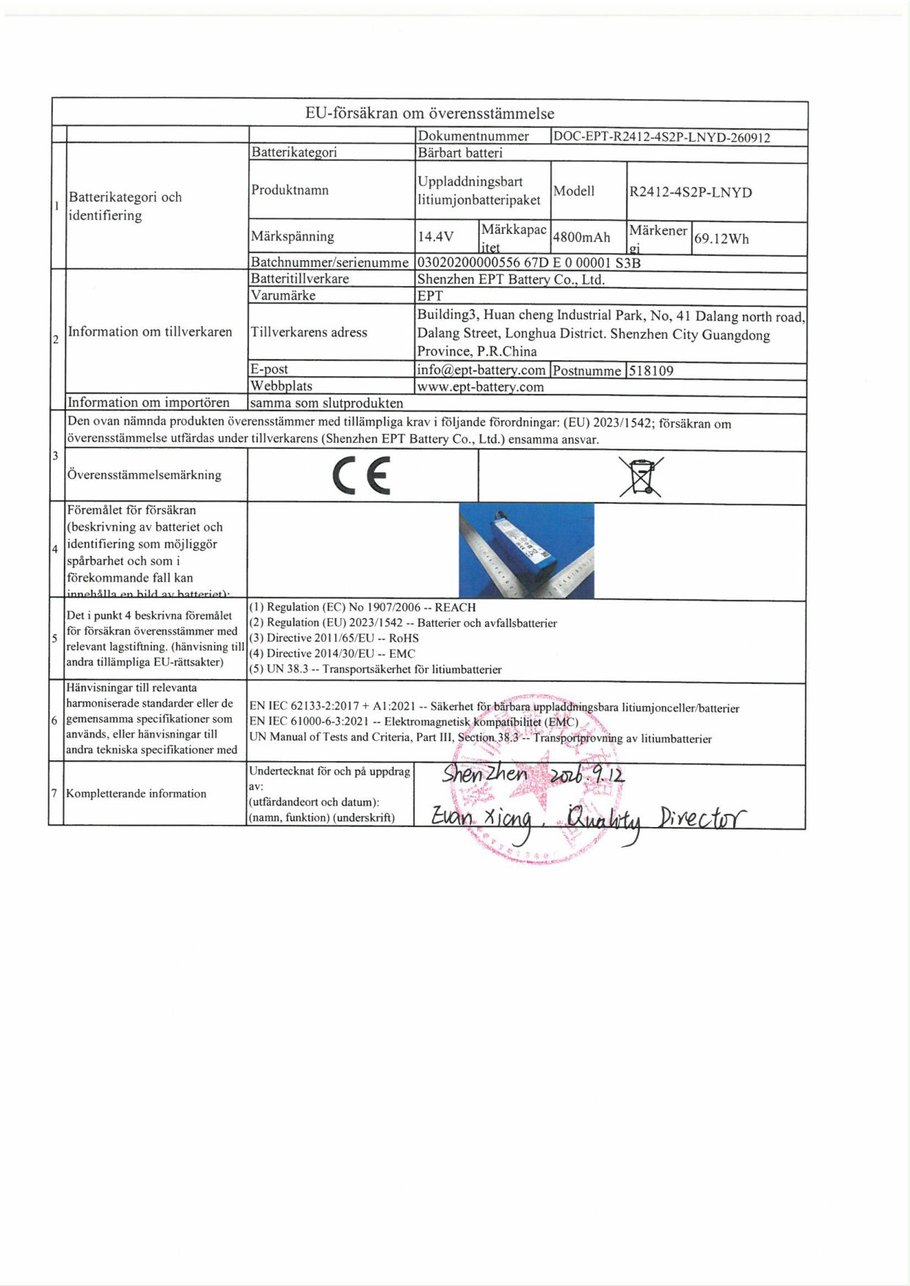 EU-försäkran om överensstämmelse
Dokumentnummer DOC-EPT-R2412-4S2P-LNYD-260912
1
Batterikategori och
identifiering
Batterikategori Bärbart batteri
Produktnamn
Uppladdningsbart
litiumjonbatteripaket
Modell R2412-4S2P-LNYD
Märkspänning 14.4V
Märkkapac
itet
4800mAh
Märkener
gi
69.12Wh
Batchnummer/serienumme 03020200000556 67D E 0 00001 S3B
2
Information om tillverkaren
Batteritillverkare Shenzhen EPT Battery Co., Ltd.
Varumärke EPT
Tillverkarens adress
Building3, Huan cheng Industrial Park, No, 41 Dalang north road,
Dalang Street, Longhua District. Shenzhen City Guangdong
Province, P.R.China
E-post info@ept-battery.com Postnumme 518109
Webbplats www.ept-battery.com
Information om importören samma som slutprodukten
3
Den ovan nämnda produkten överensstämmer med tillämpliga krav i följande förordningar: (EU) 2023/1542; försäkran om
överensstämmelse utfärdas under tillverkarens (Shenzhen EPT Battery Co., Ltd.) ensamma ansvar.
Överensstämmelsemärkning
CE
4
Föremålet för försäkran
(beskrivning av batteriet och
identifiering som möjliggör
spårbarhet och som i
förekommande fall kan
innehålla en bild av batteriet):
5
Det i punkt 4 beskrivna föremålet
för försäkran överensstämmer med
relevant lagstiftning. (hänvisning till
andra tillämpliga EU-rättsakter)
(1) Regulation (EC) No 1907/2006 -- REACH
(2) Regulation (EU) 2023/1542 -- Batterier och avfallsbatterier
(3) Directive 2011/65/EU -- RoHS
(4) Directive 2014/30/EU -- EMC
(5) UN 38.3 -- Transportsäkerhet för litiumbatterier
6
Hänvisningar till relevanta
harmoniserade standarder eller de
gemensamma specifikationer som
används, eller hänvisningar till
andra tekniska specifikationer med
EN IEC 62133-2:2017 + A1:2021 -- Säkerhet för bärbara uppladdningsbara litiumjonceller/batterier
EN IEC 61000-6-3:2021 -- Elektromagnetisk kompatibilitet (EMC)
UN Manual of Tests and Criteria, Part III, Section 38.3 -- Transportprovning av litiumbatterier
7 Kompletterande information
Undertecknat för och på uppdrag
av:
(utfärdandeort och datum):
(namn, funktion) (underskrift)
Shenzhen 2026.9.12
Evan Xiong. Quality Director